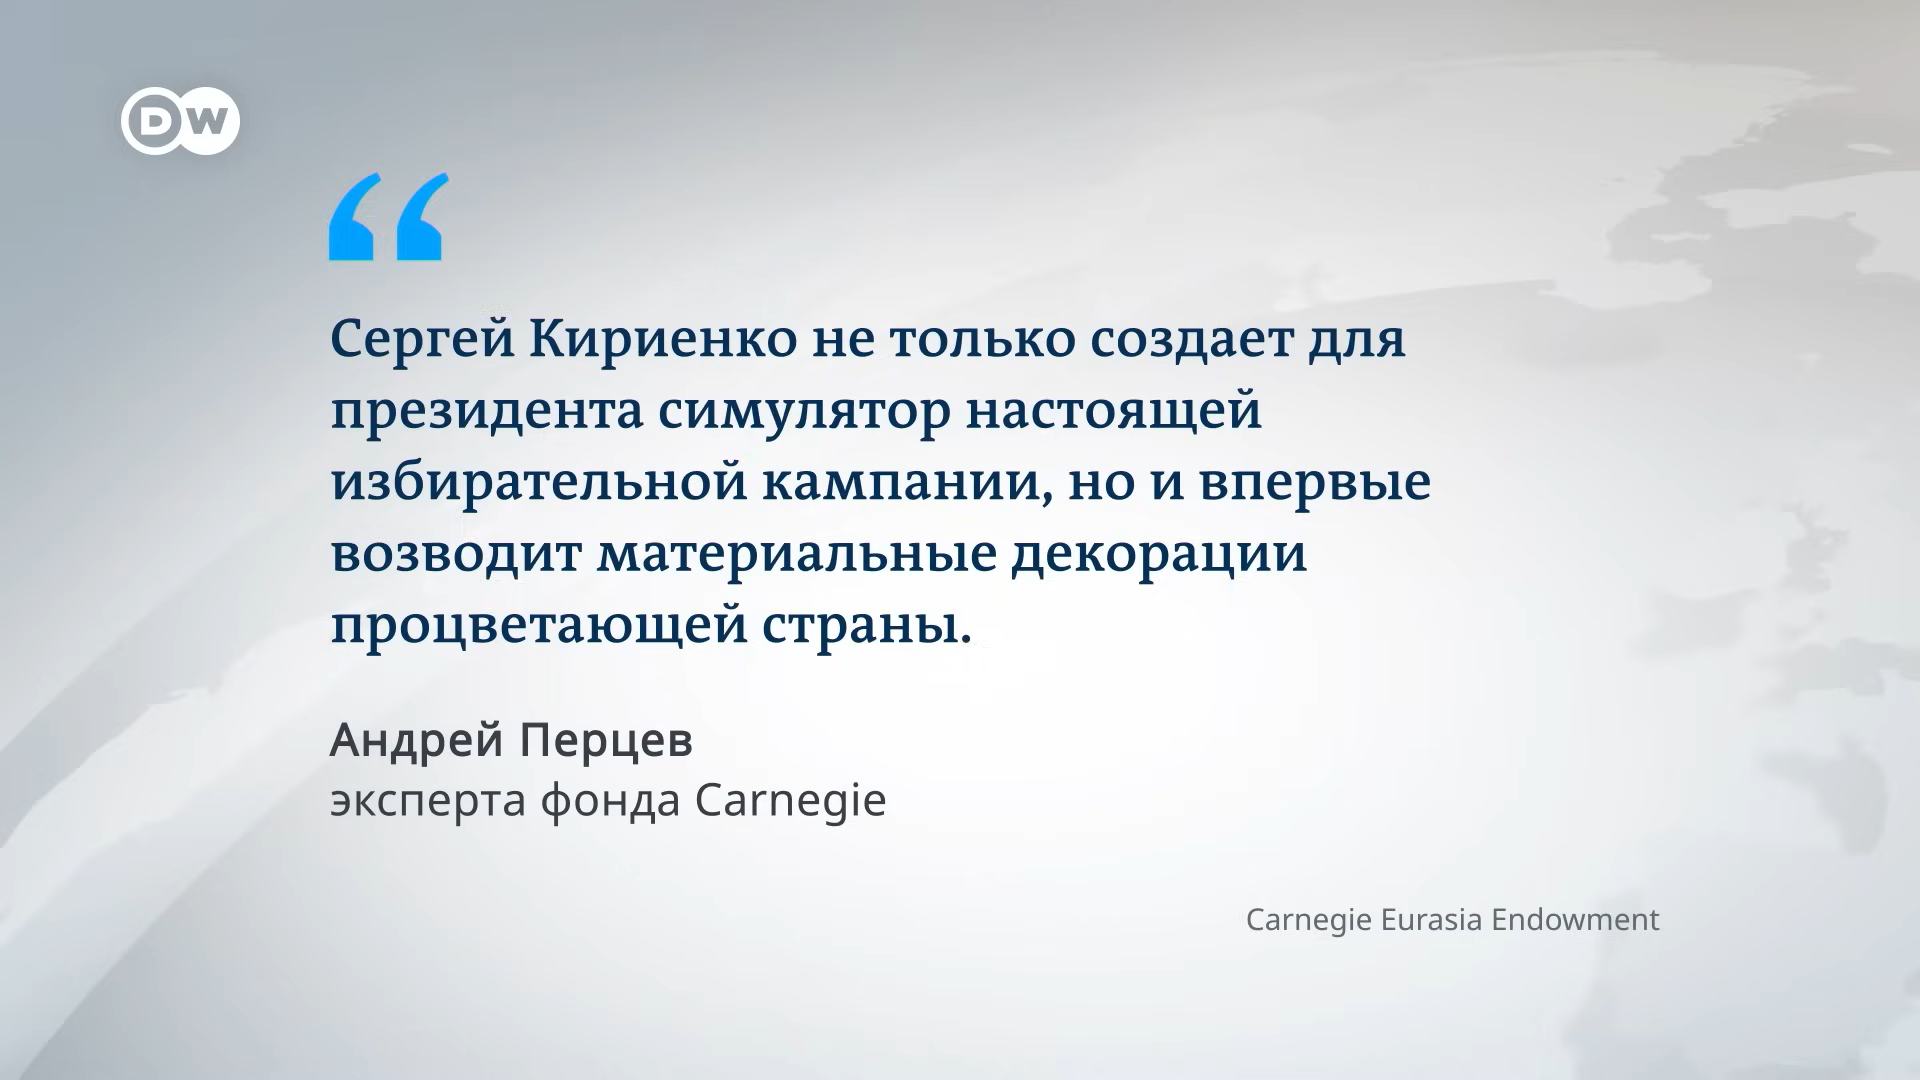 DW
“
Сергей Кириенко не только создает для
президента симулятор настоящей
избирательной кампании, но и впервые
возводит материальные декорации
процветающей страны.
Андрей Перцев
эксперта фонда Carnegie
Carnegie Eurasia Endowment